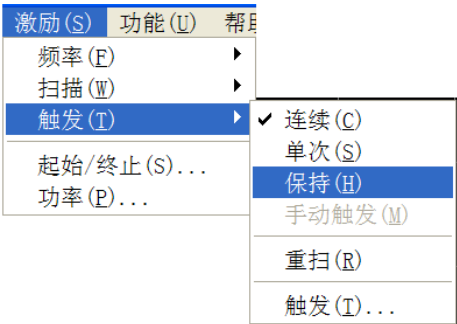 激励(S) 功能(U) 帮
频率(F)
扫描(W)
触发(T)
起始/终止(S)...
功率(P)...
连续(C)
单次(S)
保持(H)
手动触发(M)
重扫(R)
触发(T)...